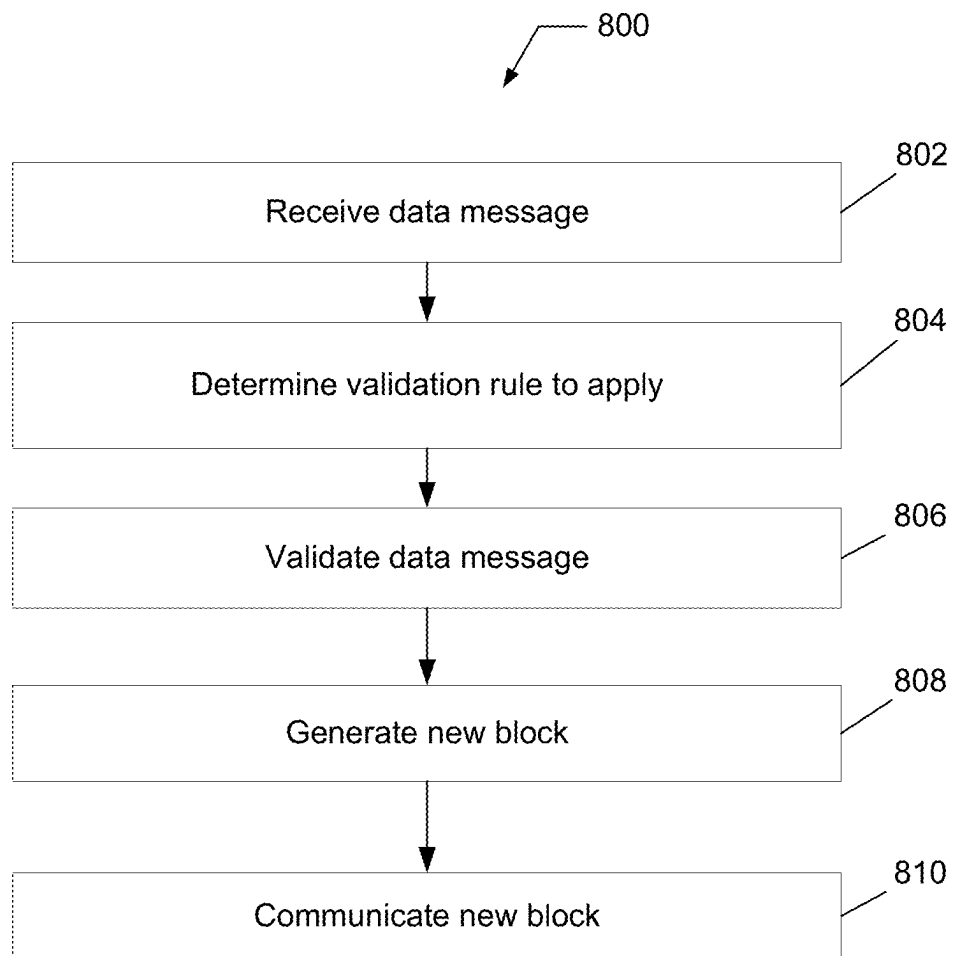 800
802
Receive data message
804
Determine validation rule to apply
806
Validate data message
808
Generate new block
810
Communicate new block